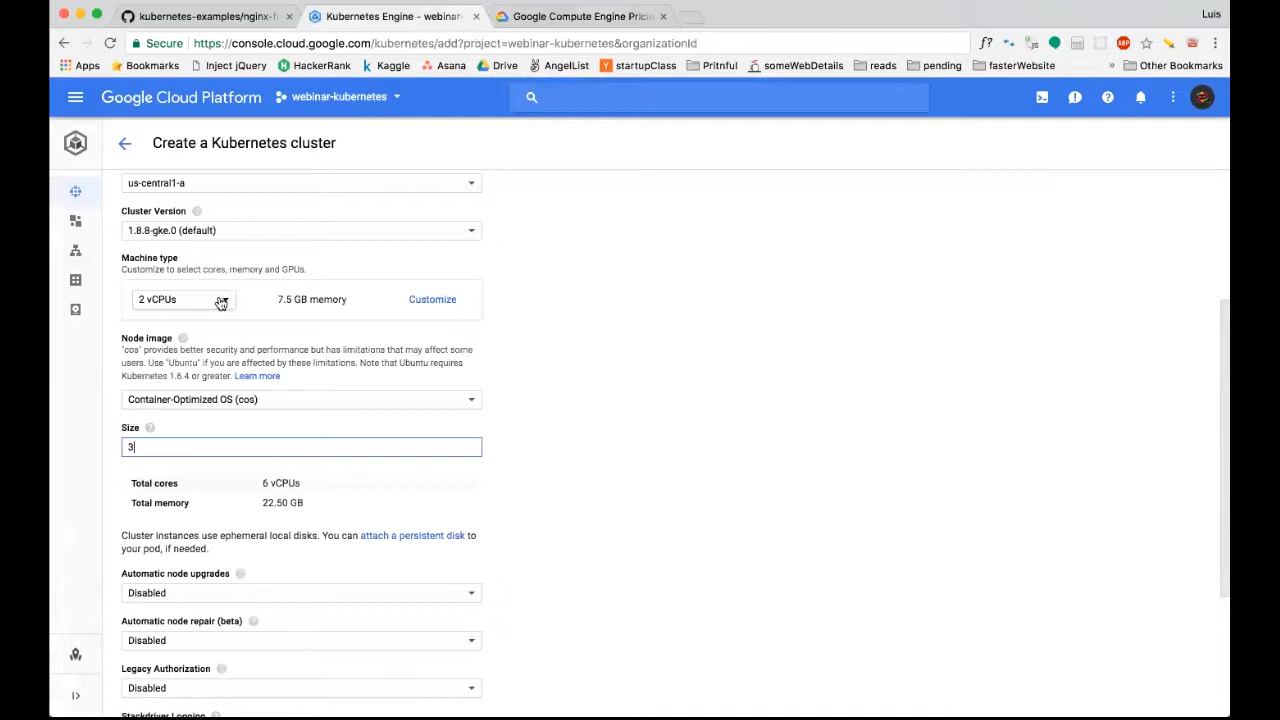 kubernetes-examples/nginx-f
Kubernetes Engine - webinar-
Google Compute Engine Pricin
Luis
Secure
https://console.cloud.google.com/kubernetes/add?project=webinar-kubernetes&organizationId
Apps
Bookmarks
Inject jQuery
HackerRank
Kaggle
Asana
Drive
AngelList
startupClass
Pritnful
someWebDetails
reads
pending
fasterWebsite
»
Other Bookmarks
Google Cloud Platform
webinar-kubernetes
Create a Kubernetes cluster
us-central1-a
Cluster Version
1.8.8-gke.0 (default)
Machine type
Customize to select cores, memory and GPUs.
2 vCPUs
7.5 GB memory
Customize
Node image
"cos" provides better security and performance but has limitations that may affect some
users. Use "Ubuntu" if you are affected by these limitations. Note that Ubuntu requires
Kubernetes 1.6.4 or greater. Learn more
Container-Optimized OS (cos)
Size
3
Total cores 6 vCPUs
Total memory 22.50 GB
Cluster instances use ephemeral local disks. You can attach a persistent disk to
your pod, if needed.
Automatic node upgrades
Disabled
Automatic node repair (beta)
Disabled
Legacy Authorization
Disabled
Stackdriver Logging